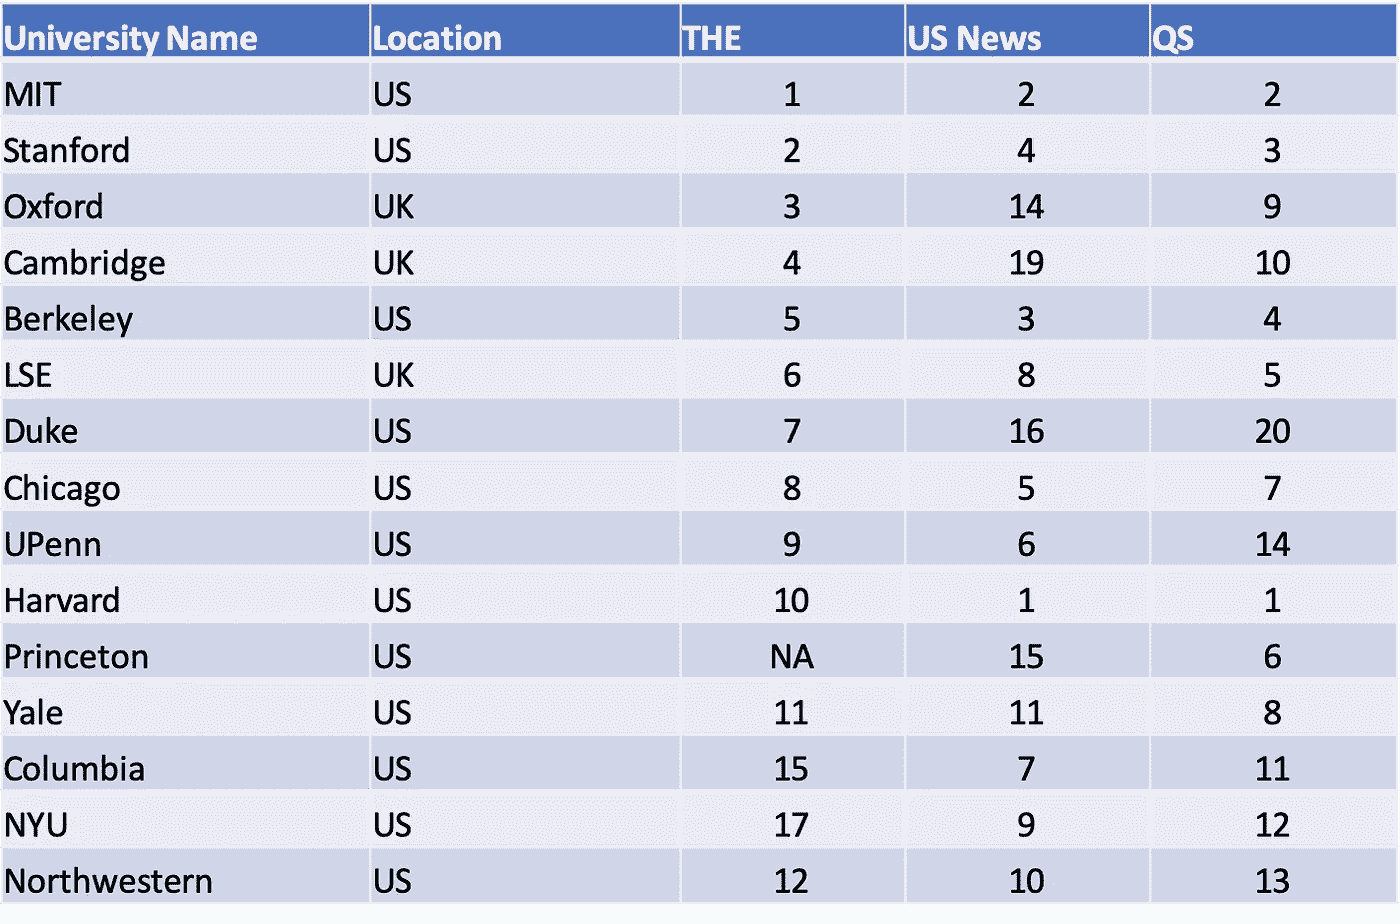 University Name Location THE US News QS
MIT US 1 2 2
Stanford US 2 4 3
Oxford UK 3 14 9
Cambridge UK 4 19 10
Berkeley US 5 3 4
LSE UK 6 8 5
Duke US 7 16 20
Chicago US 8 5 7
UPenn US 9 6 14
Harvard US 10 1 1
Princeton US NA 15 6
Yale US 11 11 8
Columbia US 15 7 11
NYU US 17 9 12
Northwestern US 12 10 13